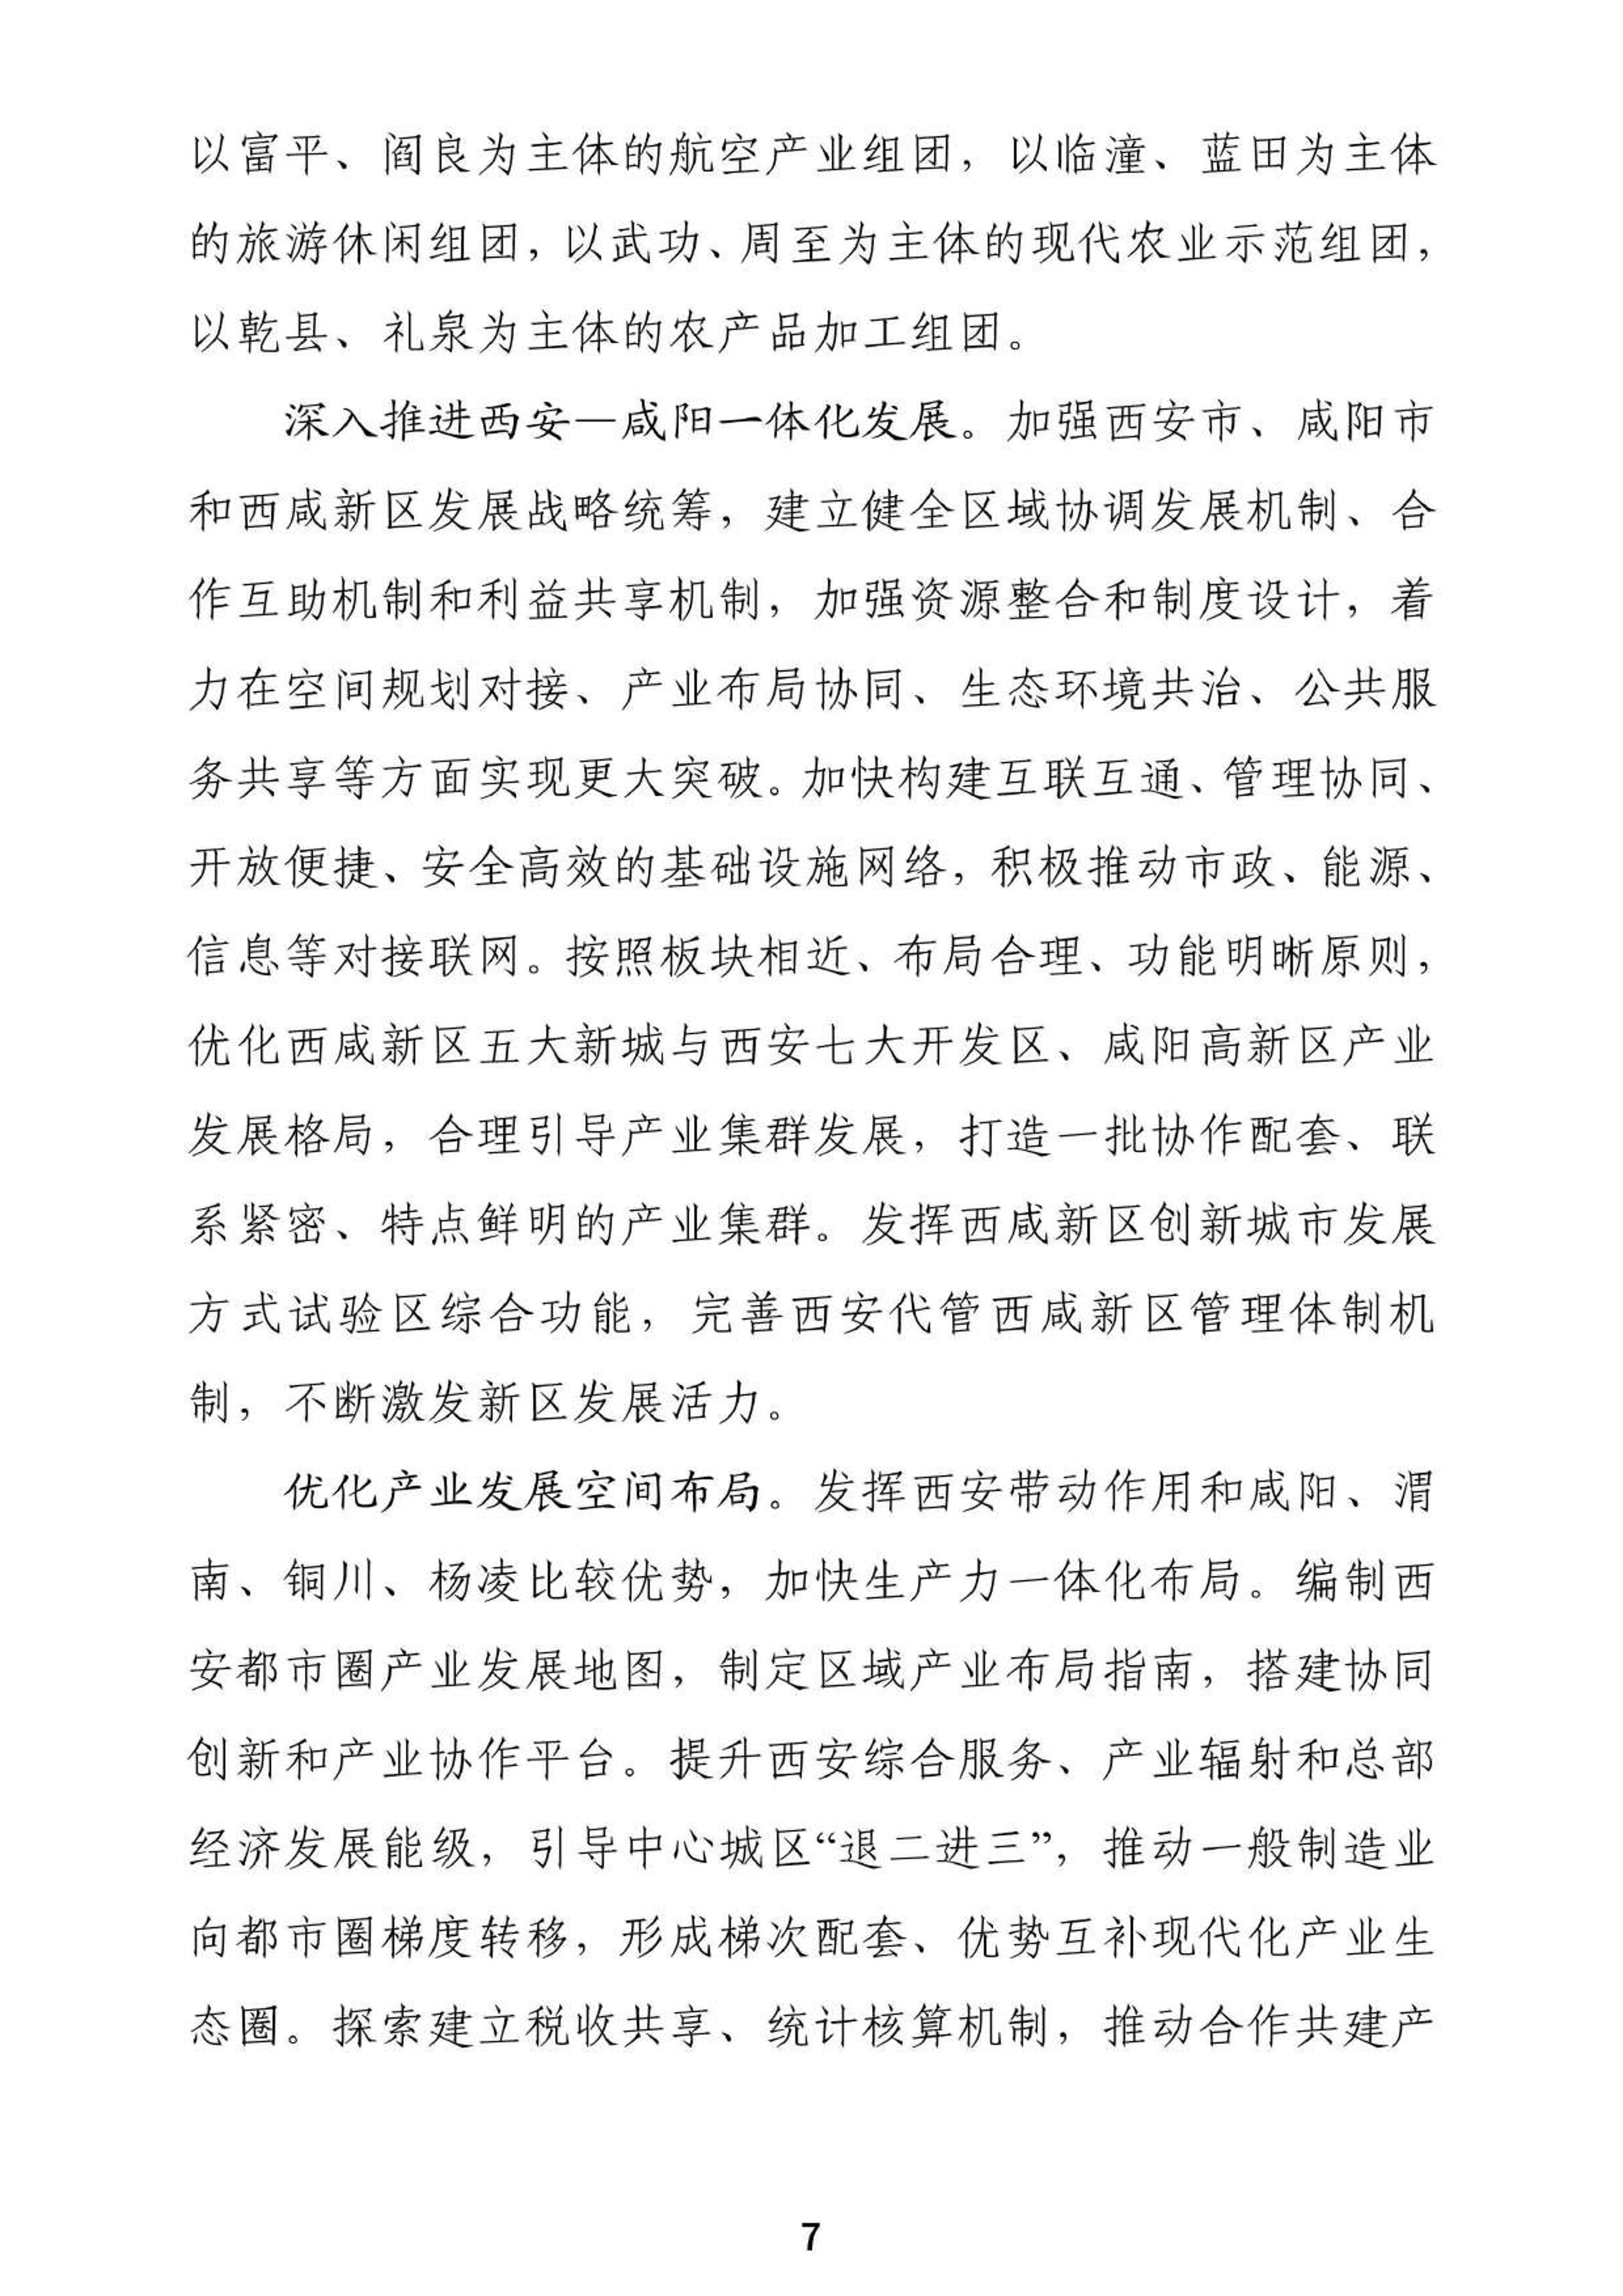 以富平、阎良为主体的航空产业组团，以临潼、蓝田为主体
的旅游休闲组团，以武功、周至为主体的现代农业示范组团，
以乾县、礼泉为主体的农产品加工组团。
深入推进西安—咸阳一体化发展。加强西安市、咸阳市
和西咸新区发展战略统筹，建立健全区域协调发展机制、合
作互助机制和利益共享机制，加强资源整合和制度设计，着
力在空间规划对接、产业布局协同、生态环境共治、公共服
务共享等方面实现更大突破。加快构建互联互通、管理协同、
开放便捷、安全高效的基础设施网络，积极推动市政、能源、
信息等对接联网。按照板块相近、布局合理、功能明晰原则，
优化西咸新区五大新城与西安七大开发区、咸阳高新区产业
发展格局，合理引导产业集群发展，打造一批协作配套、联
系紧密、特点鲜明的产业集群。发挥西咸新区创新城市发展
方式试验区综合功能，完善西安代管西咸新区管理体制机
制，不断激发新区发展活力。
优化产业发展空间布局。发挥西安带动作用和咸阳、渭
南、铜川、杨凌比较优势，加快生产力一体化布局。编制西
安都市圈产业发展地图，制定区域产业布局指南，搭建协同
创新和产业协作平台。提升西安综合服务、产业辐射和总部
经济发展能级，引导中心城区“退二进三”，推动一般制造业
向都市圈梯度转移，形成梯次配套、优势互补现代化产业生
态圈。探索建立税收共享、统计核算机制，推动合作共建产
7